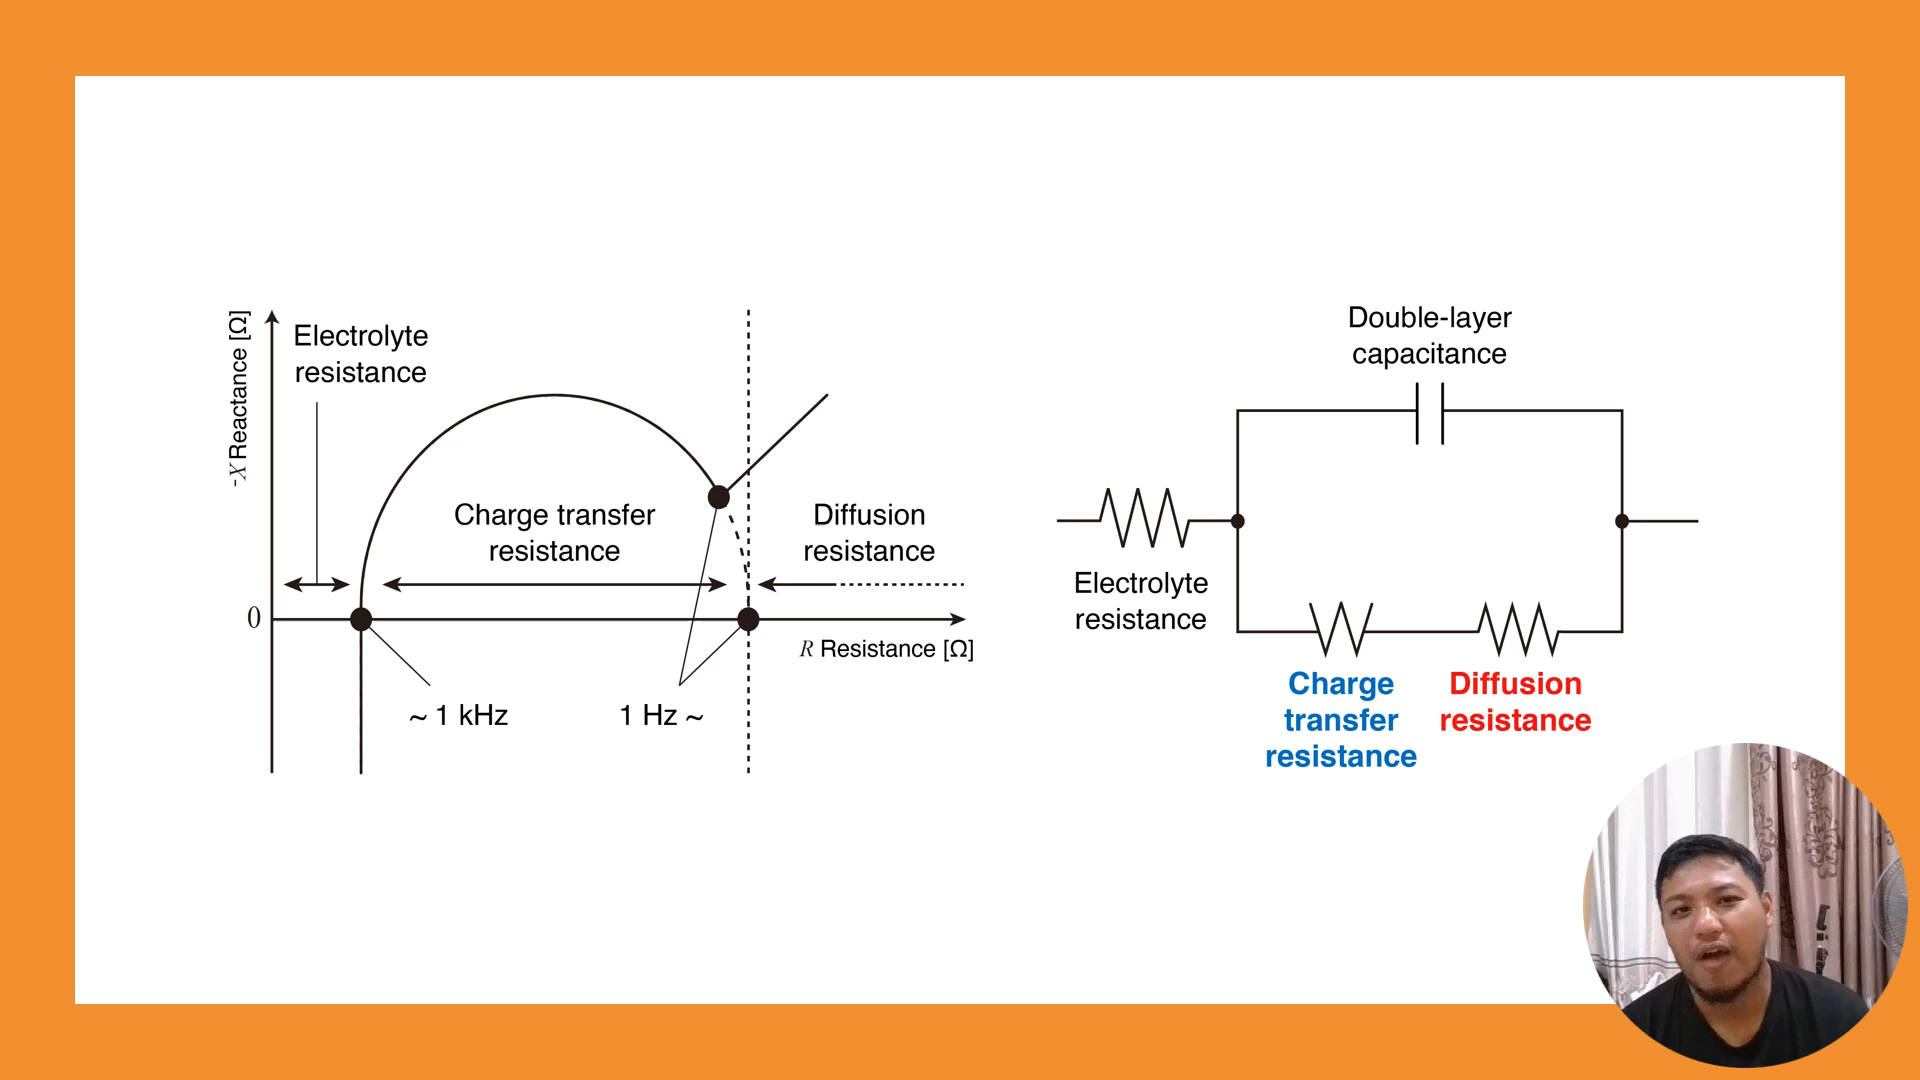 -X Reactance [Ω]
Electrolyte
resistance
Charge transfer
resistance
Diffusion
resistance
0
R Resistance [Ω]
~ 1 kHz
1 Hz ~
Double-layer
capacitance
Electrolyte
resistance
Charge
transfer
resistance
Diffusion
resistance